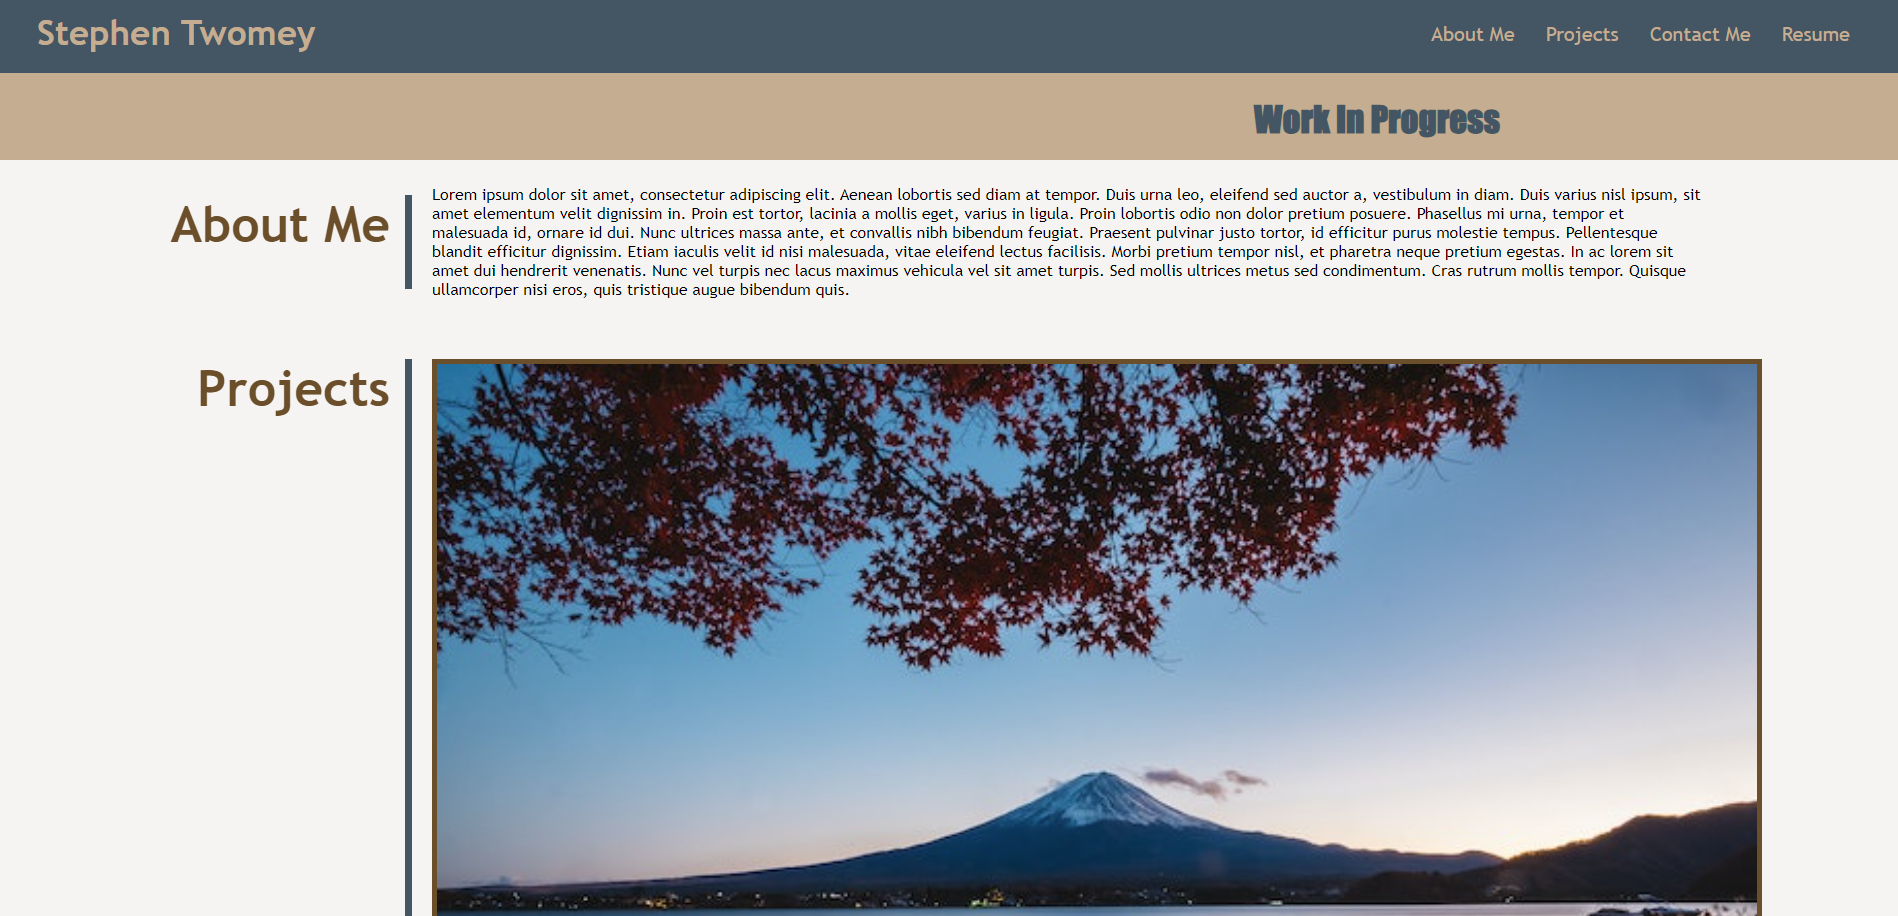 Stephen Twomey
About Me Projects Contact Me Resume
Work In Progress
About Me
Lorem ipsum dolor sit amet, consectetur adipiscing elit. Aenean lobortis sed diam at tempor. Duis urna leo, eleifend sed auctor a, vestibulum in diam. Duis varius nisl ipsum, sit
amet elementum velit dignissim in. Proin est tortor, lacinia a mollis eget, varius in ligula. Proin lobortis odio non dolor pretium posuere. Phasellus mi urna, tempor et
malesuada id, ornare id dui. Nunc ultrices massa ante, et convallis nibh bibendum feugiat. Praesent pulvinar justo tortor, id efficitur purus molestie tempus. Pellentesque
blandit efficitur dignissim. Etiam iaculis velit id nisi malesuada, vitae eleifend lectus facilisis. Morbi pretium tempor nisl, et pharetra neque pretium egestas. In ac lorem sit
amet dui hendrerit venenatis. Nunc vel turpis nec lacus maximus vehicula vel sit amet turpis. Sed mollis ultrices metus sed condimentum. Cras rutrum mollis tempor. Quisque
ullamcorper nisi eros, quis tristique augue bibendum quis.
Projects